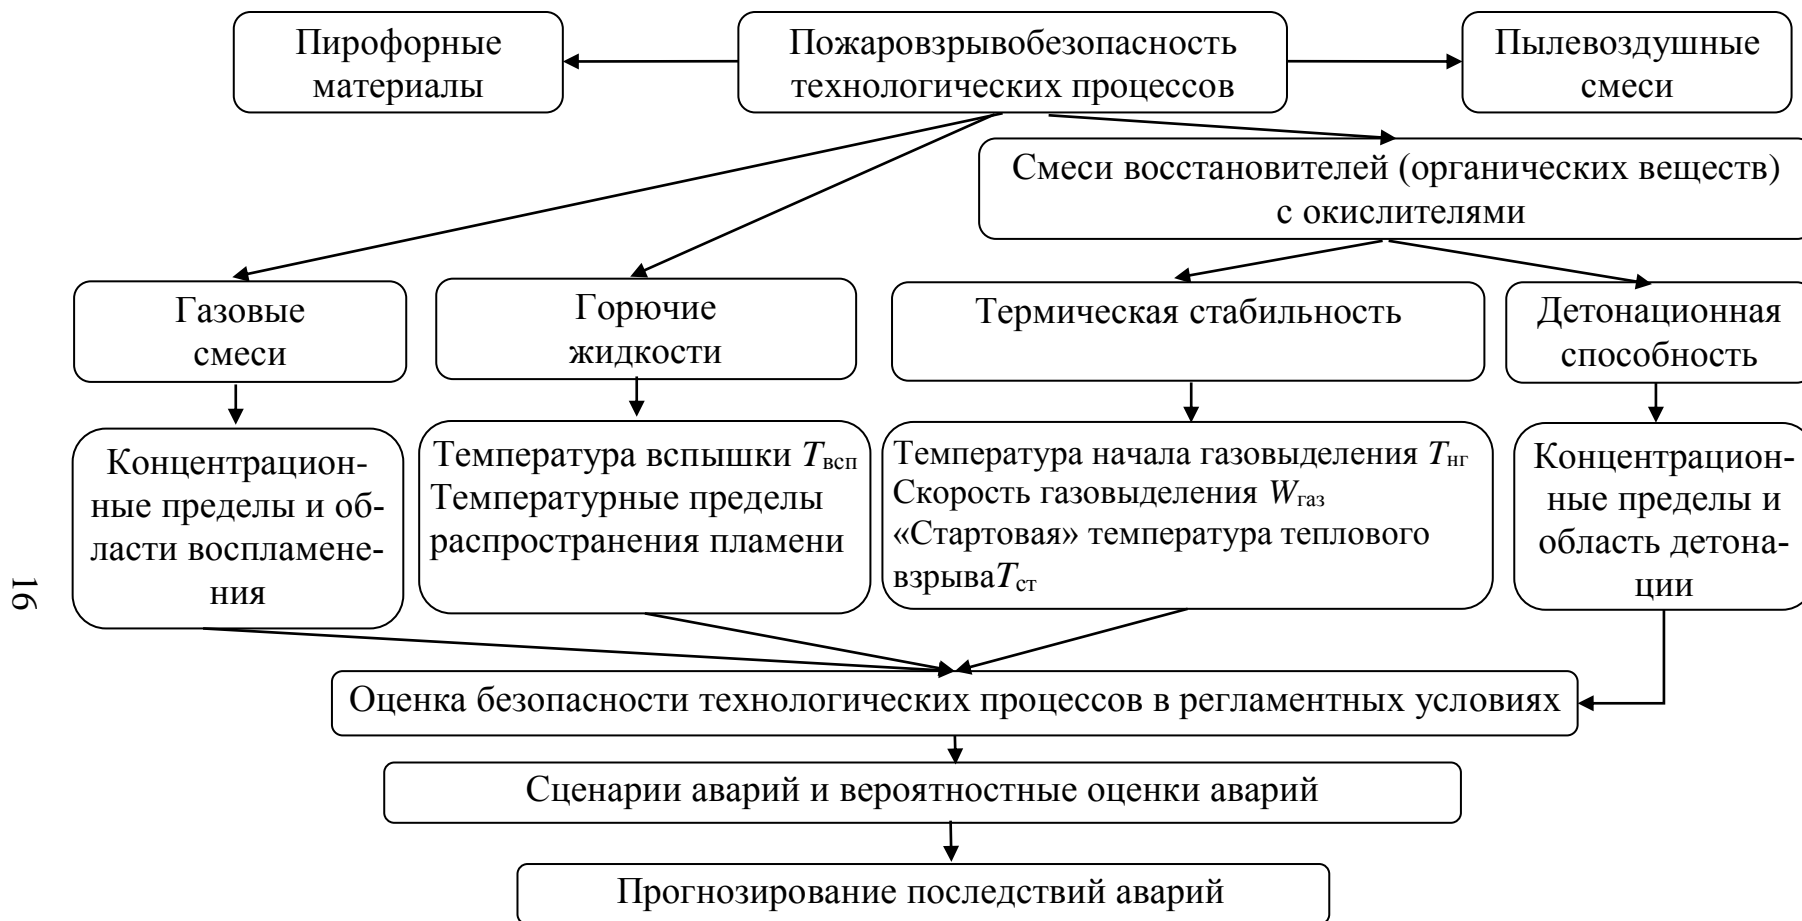 Пирофорные
материалы
Пожаровзрывобезопасность
технологических процессов
Пылевоздушные
смеси
Смеси восстановителей (органических веществ)
с окислителями
Газовые
смеси
Горючие
жидкости
Термическая стабильность
Детонационная
способность
Концентрацион-
ные пределы и об-
ласти воспламене-
ния
Температура вспышки Tвсп
Температурные пределы
распространения пламени
Температура начала газовыделения Tнг
Скорость газовыделения Wгаз
«Стартовая» температура теплового
взрываTст
Концентрацион-
ные пределы и
область детона-
ции
16
Оценка безопасности технологических процессов в регламентных условиях
Сценарии аварий и вероятностные оценки аварий
Прогнозирование последствий аварий